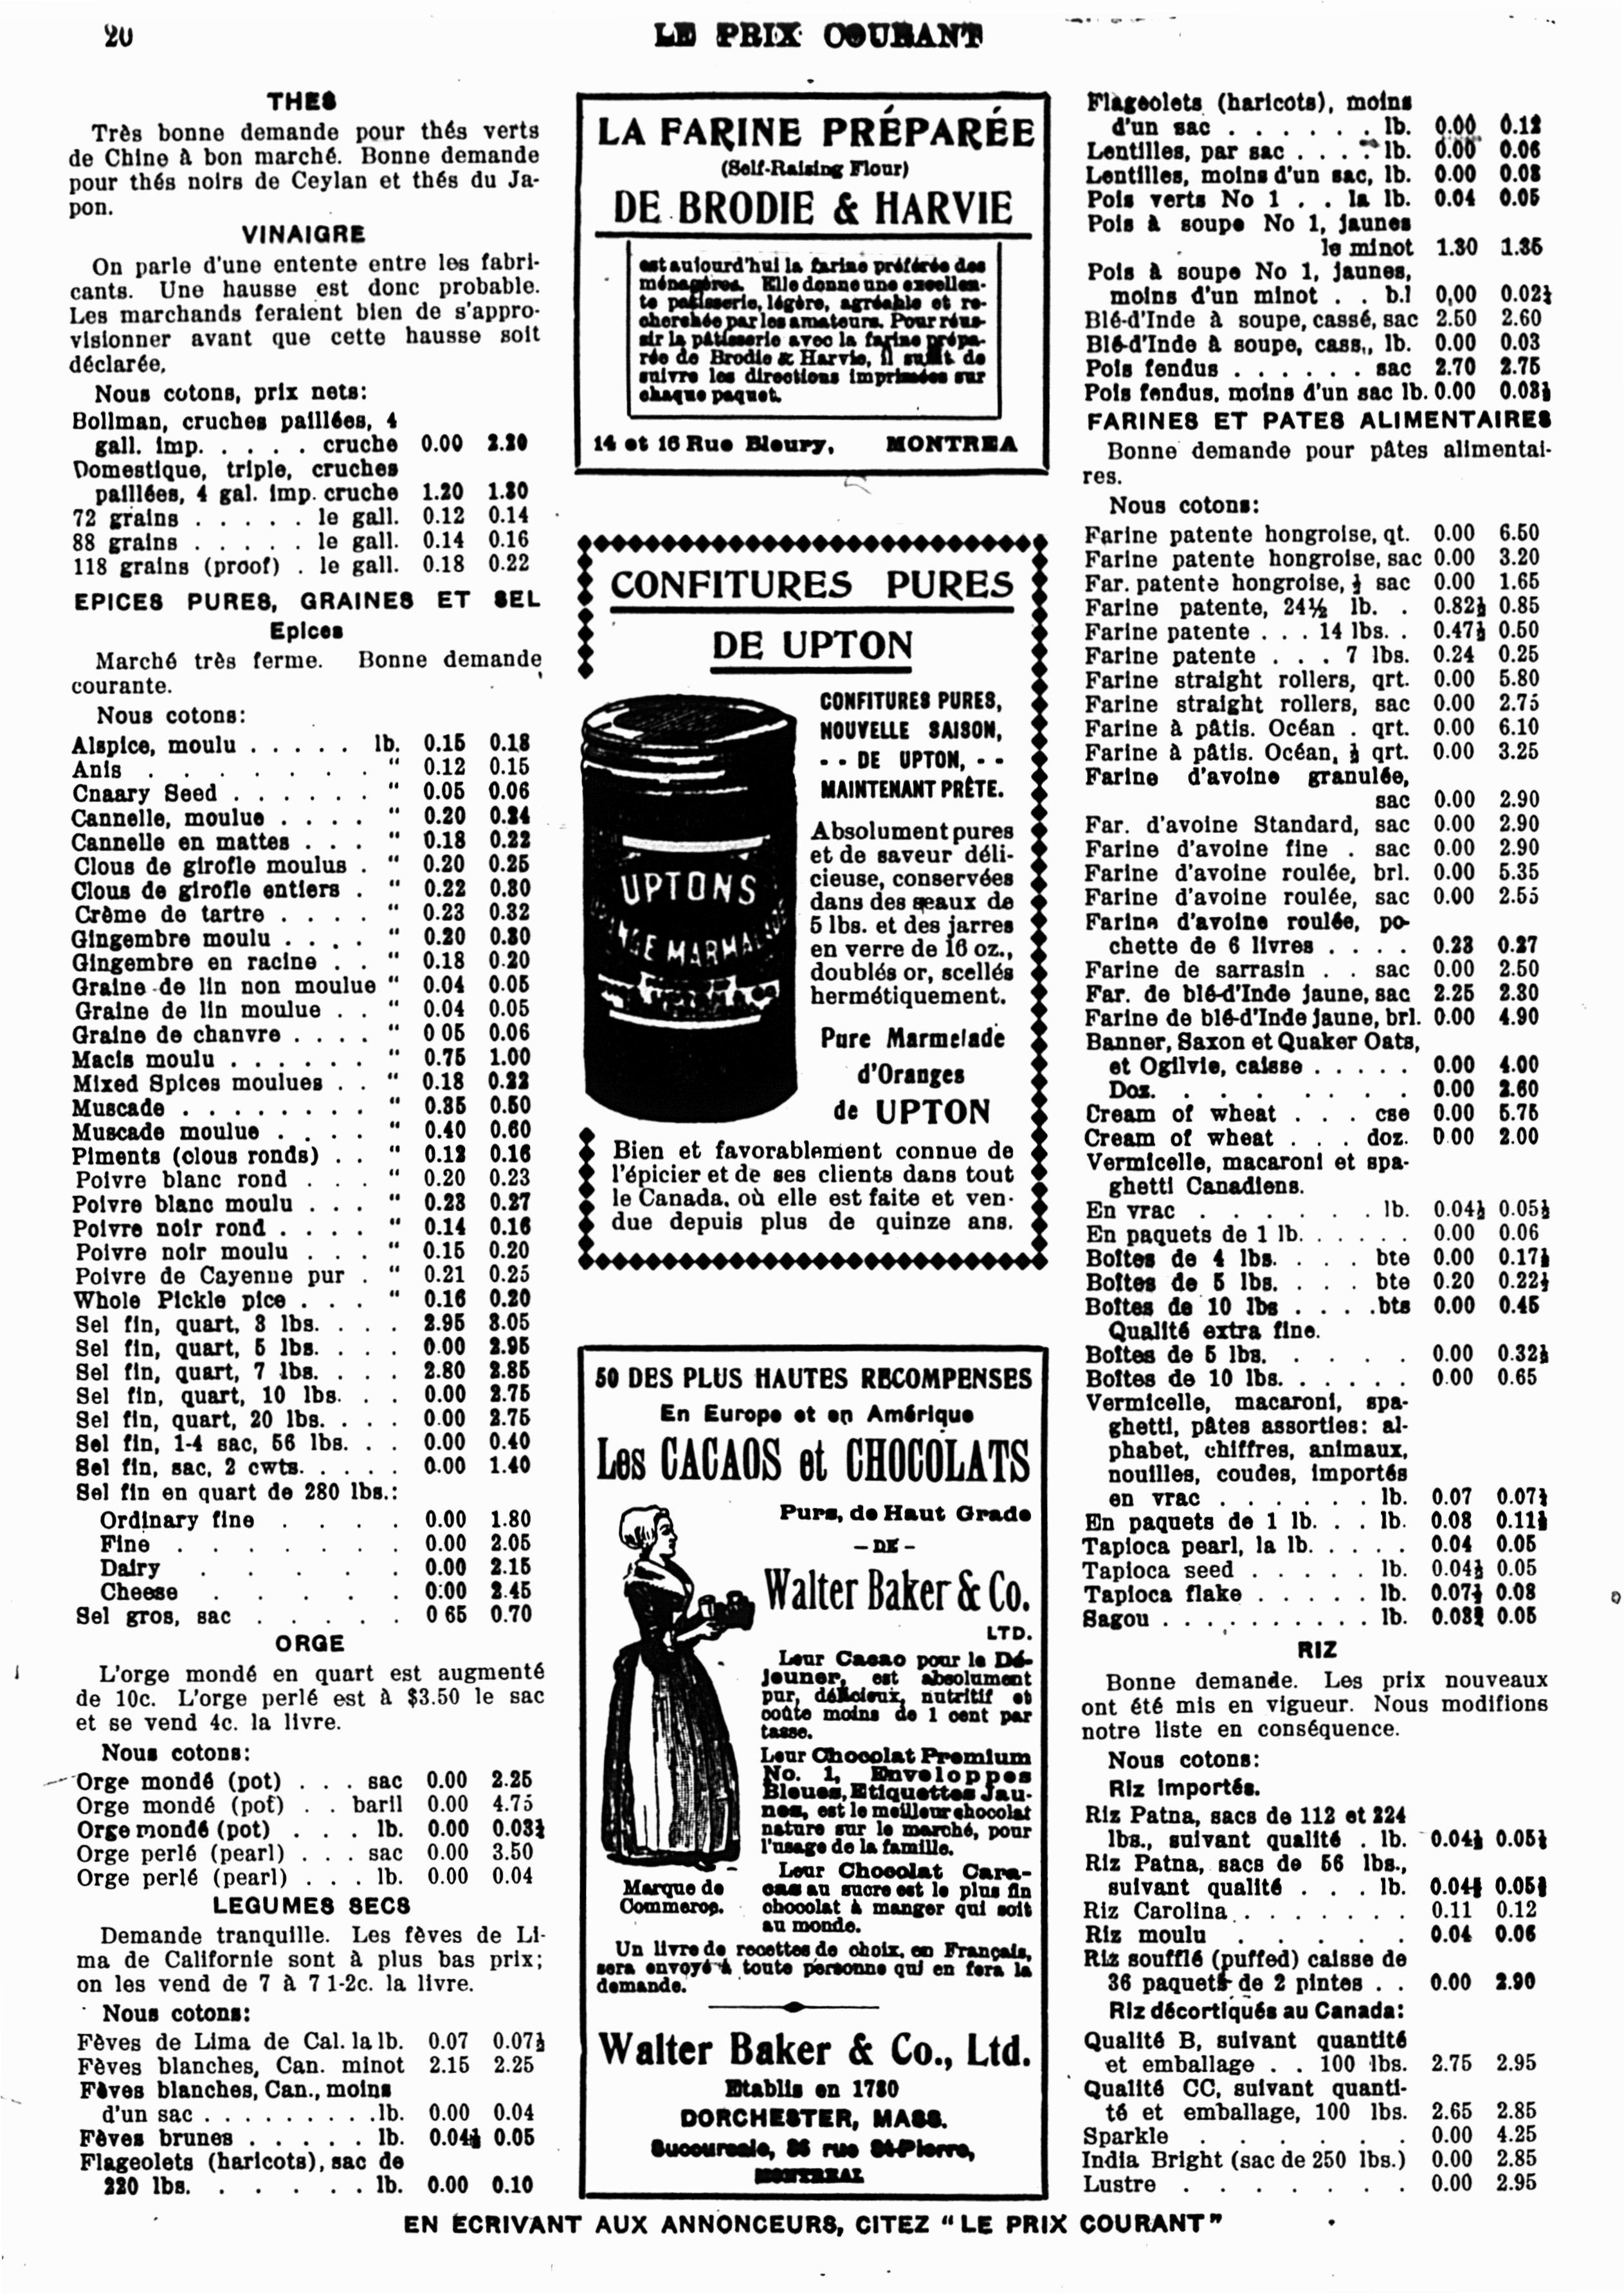 20
LE PRIX COURANT
THES
Très bonne demande pour thés verts
de Chine à bon marché. Bonne demande
pour thés noirs de Ceylan et thés du Ja-
pon.
VINAIGRE
On parle d'une entente entre les fabri-
cants. Une hausse est donc probable.
Les marchands feraient bien de s'appro-
visionner avant que cette hausse soit
déclarée,
Nous cotons, prix nets:
Bollman, cruches paillées, 4
gall. imp. . . . . cruche 0.00 2.20
Domestique, triple, cruches
paillées, 4 gal. imp. cruche 1.20 1.80
72 grains . . . . . le gall. 0.12 0.14
88 grains . . . . . le gall. 0.14 0.16
118 grains (proof) . le gall. 0.18 0.22
EPICES PURES, GRAINES ET SEL
Epices
Marché très ferme. Bonne demande
courante.
Nous cotons:
Alspice, moulu . . . . . lb. 0.15 0.18
Anis . . . . . . . . " 0.12 0.15
Cnaary Seed . . . . . . " 0.05 0.06
Cannelle, moulue . . . . " 0.20 0.24
Cannelle en mattes . . . " 0.18 0.22
Clous de girofle moulus . " 0.20 0.25
Clous de girofle entiers . " 0.22 0.30
Crème de tartre . . . . " 0.23 0.32
Gingembre moulu . . . . " 0.20 0.30
Gingembre en racine . . " 0.18 0.20
Graine de lin non moulue " 0.04 0.05
Graine de lin moulue . . " 0.04 0.05
Graine de chanvre . . . . " 0 05 0.06
Macis moulu . . . . . . " 0.75 1.00
Mixed Spices moulues . . " 0.18 0.22
Muscade . . . . . . . . " 0.35 0.50
Muscade moulue . . . . " 0.40 0.60
Piments (clous ronds) . . " 0.12 0.16
Poivre blanc rond . . . " 0.20 0.23
Poivre blanc moulu . . . " 0.23 0.27
Poivre noir rond . . . . " 0.14 0.16
Poivre noir moulu . . . " 0.15 0.20
Poivre de Cayenne pur . " 0.21 0.25
Whole Pickle pice . . . " 0.16 0.20
Sel fin, quart, 3 lbs. . . . 2.95 3.05
Sel fin, quart, 5 lbs. . . . 0.00 2.95
Sel fin, quart, 7 lbs. . . . 2.80 2.85
Sel fin, quart, 10 lbs. . . 0.00 2.75
Sel fin, quart, 20 lbs. . . . 0.00 2.75
Sel fin, 1-4 sac, 56 lbs. . . 0.00 0.40
Sel fin, sac, 2 cwts. . . . . 0.00 1.40
Sel fin en quart de 280 lbs.:
Ordinary fine . . . . 0.00 1.80
Fine . . . . . . . 0.00 2.05
Dairy . . . . . . 0.00 2.15
Cheese . . . . . 0:00 2.45
Sel gros, sac . . . . . 0 65 0.70
ORGE
L'orge mondé en quart est augmenté
de 10c. L'orge perlé est à $3.50 le sac
et se vend 4c. la livre.
Nous cotons:
Orge mondé (pot) . . . sac 0.00 2.25
Orge mondé (pot) . . baril 0.00 4.75
Orge mondé (pot) . . . lb. 0.00
Orge perlé (pearl) . . . sac 0.00 3.50
Orge perlé (pearl) . . . lb. 0.00 0.04
LEGUMES SECS
Demande tranquille. Les fèves de Li-
ma de Californie sont à plus bas prix;
on les vend de 7 à 7 1-2c. la livre.
Nous cotons:
Fèves de Lima de Cal. la lb. 0.07 0.07½
Fèves blanches, Can. minot 2.15 2.25
Fèves blanches, Can., moins
d'un sac . . . . . . . . . lb. 0.00 0.04
Fèves brunes . . . . . lb. 0.04½ 0.05
Flageolets (haricots), sac de
220 lbs. . . . . . . lb. 0.00 0.10
LA FARINE PRÉPARÉE
(Self-Raising Flour)
DE BRODIE & HARVIE
est aujourd'hui la farine préférée des
ménagères. Elle donne une excellen-
te patisserie, légère, agréable et re-
cherchée par les amateurs. Pour réus-
sir la pâtisserie avec la farine prépa-
rée de Brodie & Harvie, il suffit de
suivre les directions imprimées sur
chaque paquet.
14 et 16 Rue Bleury, MONTREA
CONFITURES PURES
DE UPTON
CONFITURES PURES,
NOUVELLE SAISON,
- - DE UPTON, - -
MAINTENANT PRÊTE.
Absolument pures
et de saveur déli-
cieuse, conservées
dans des seaux de
5 lbs. et des jarres
en verre de 16 oz.,
doublés or, scellés
hermétiquement.
UPTONS
Pure Marmelade
d'Oranges
de UPTON
Bien et favorablement connue de
l'épicier et de ses clients dans tout
le Canada, où elle est faite et ven-
due depuis plus de quinze ans.
50 DES PLUS HAUTES RECOMPENSES
En Europe et en Amérique
Les CACAOS et CHOCOLATS
Purs, de Haut Grade
- DE -
Walter Baker & Co.
LTD.
Leur Cacao pour le Dé-
jeuner, est absolument
pur, délicieux, nutritif et
coûte moins de 1 cent par
tasse.
Leur Chocolat Premium
No. 1, Enveloppes
Bleues, Etiquettes Jau-
nes, est le meilleur chocolat
nature sur le marché, pour
l'usage de la famille.
Leur Chocolat Cara-
cas au sucre est le plus fin
chocolat à manger qui soit
au monde.
Marque de
Commerce.
Un livre de recettes de choix, en Français,
sera envoyé à toute personne qui en fera la
demande.
Walter Baker & Co., Ltd.
Etablis en 1780
DORCHESTER, MASS.
Succursale, 86 rue St-Pierre,
MONTREAL
Flageolets (haricots), moins
d'un sac . . . . . . lb. 0.00 0.12
Lentilles, par sac . . . . lb. 0.00 0.06
Lentilles, moins d'un sac, lb. 0.00 0.08
Pois verts No 1 . . la lb. 0.04 0.05
Pois à soupe No 1, jaunes
le minot 1.30 1.35
Pois à soupe No 1, jaunes,
moins d'un minot . . b.l 0,00 0.02½
Blé-d'Inde à soupe, cassé, sac 2.50 2.60
Blé-d'Inde à soupe, cass., lb. 0.00 0.03
Pois fendus . . . . . . sac 2.70 2.75
Pois fendus, moins d'un sac lb. 0.00 0.03½
FARINES ET PATES ALIMENTAIRES
Bonne demande pour pâtes alimentai-
res.
Nous cotons:
Farine patente hongroise, qt. 0.00 6.50
Farine patente hongroise, sac 0.00 3.20
Far. patente hongroise, ½ sac 0.00 1.65
Farine patente, 24½ lb. . 0.82½ 0.85
Farine patente . . . 14 lbs. . 0.47½ 0.50
Farine patente . . . 7 lbs. 0.24 0.25
Farine straight rollers, qrt. 0.00 5.80
Farine straight rollers, sac 0.00 2.75
Farine à pâtis. Océan . qrt. 0.00 6.10
Farine à pâtis. Océan, ½ qrt. 0.00 3.25
Farine d'avoine granulée,
sac 0.00 2.90
Far. d'avoine Standard, sac 0.00 2.90
Farine d'avoine fine . sac 0.00 2.90
Farine d'avoine roulée, brl. 0.00 5.35
Farine d'avoine roulée, sac 0.00 2.55
Farine d'avoine roulée, po-
chette de 6 livres . . . . 0.23 0.27
Farine de sarrasin . . sac 0.00 2.50
Far. de blé-d'Inde jaune, sac 2.25 2.30
Farine de blé-d'Inde jaune, brl. 0.00 4.90
Banner, Saxon et Quaker Oats,
et Ogilvie, caisse . . . . . 0.00 4.00
Doz. . . . . . . . . 0.00 2.60
Cream of wheat . . . cse 0.00 5.75
Cream of wheat . . . doz. 0.00 2.00
Vermicelle, macaroni et spa-
ghetti Canadiens.
En vrac . . . . . . . lb. 0.04½ 0.05½
En paquets de 1 lb. . . . . . 0.00 0.06
Boîtes de 4 lbs. . . . bte 0.00 0.17½
Boîtes de 5 lbs. . . . bte 0.20 0.22½
Boîtes de 10 lbs . . . .bts 0.00 0.45
Qualité extra fine.
Boîtes de 5 lbs. . . . . . 0.00 0.32½
Boîtes de 10 lbs. . . . . . 0.00 0.65
Vermicelle, macaroni, spa-
ghetti, pâtes assorties: al-
phabet, chiffres, animaux,
nouilles, coudes, importés
en vrac . . . . . . lb. 0.07 0.07½
En paquets de 1 lb. . . lb. 0.08 0.11½
Tapioca pearl, la lb. . . . . . 0.04 0.05
Tapioca seed . . . . . lb. 0.04½ 0.05
Tapioca flake . . . . . lb. 0.07½ 0.08
Sagou . . . . . . . . . . lb. 0.05
RIZ
Bonne demande. Les prix nouveaux
ont été mis en vigueur. Nous modifions
notre liste en conséquence.
Nous cotons:
Riz importés.
Riz Patna, sacs de 112 et 224
lbs., suivant qualité . lb. 0.04½ 0.05½
Riz Patna, sacs de 56 lbs.,
suivant qualité . . . lb.
Riz Carolina . . . . . . . 0.11 0.12
Riz moulu . . . . . 0.04 0.06
Riz soufflé (puffed) caisse de
36 paquets de 2 pintes . . 0.00 2.90
Riz décortiqués au Canada:
Qualité B, suivant quantité
et emballage . . 100 lbs. 2.75 2.95
Qualité CC, suivant quanti-
té et emballage, 100 lbs. 2.65 2.85
Sparkle . . . . . . 0.00 4.25
India Bright (sac de 250 lbs.) 0.00 2.85
Lustre . . . . . . . 0.00 2.95
EN ECRIVANT AUX ANNONCEURS, CITEZ "LE PRIX COURANT"